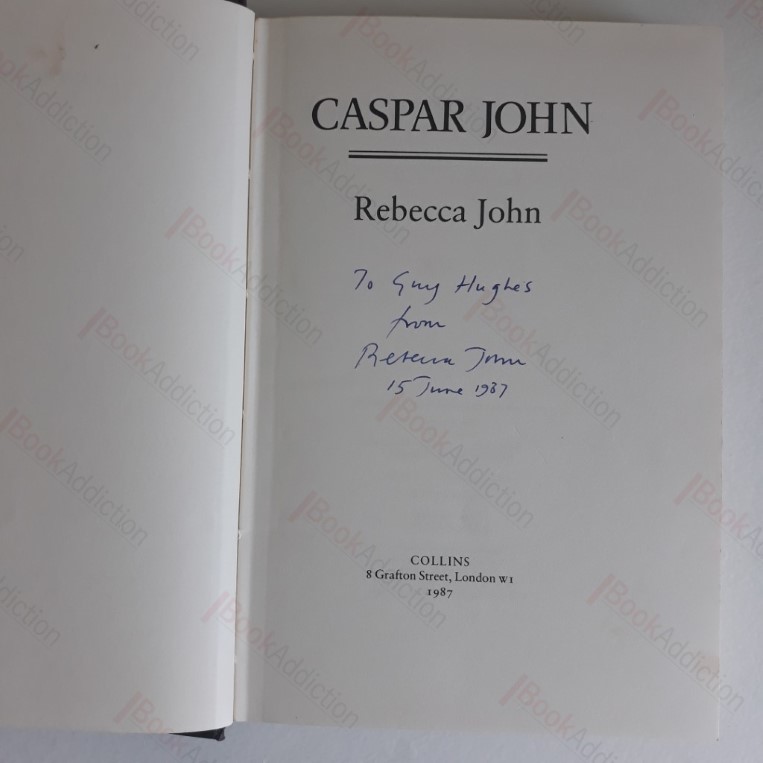 CASPAR JOHN
Rebecca John
To Guy Hughes
from
Rebecca John
15 June 1987
COLLINS
8 Grafton Street, London W1
1987
BookAddiction